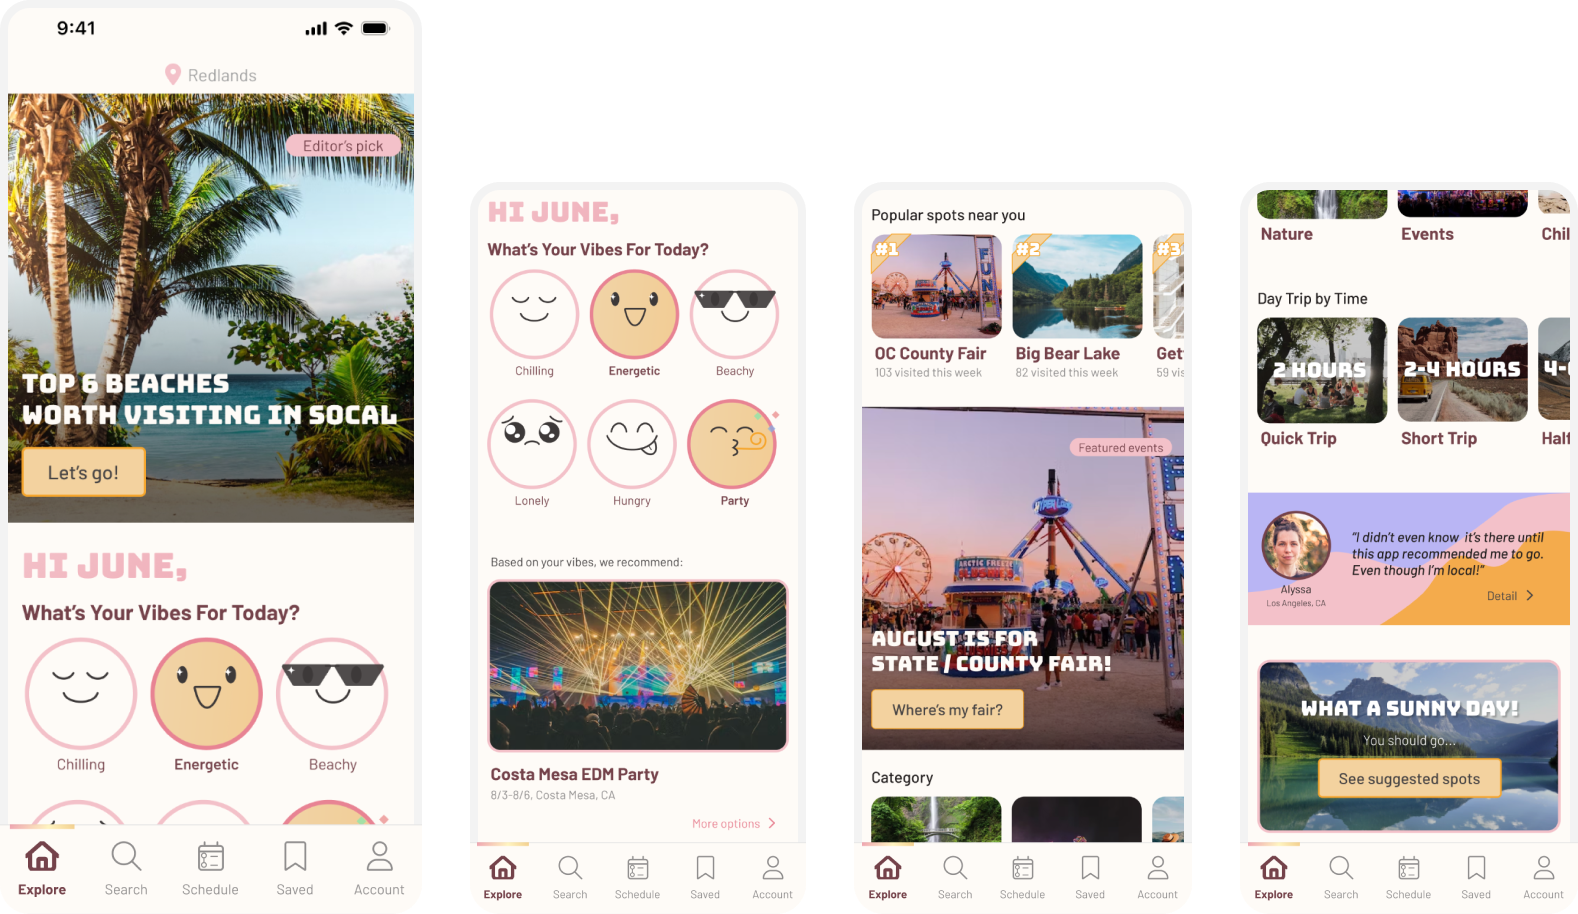 9:41
Redlands
Editor's pick
TOP 6 BEACHES
WORTH VISITING IN SOCAL
Let's go!
HI JUNE,
What's Your Vibes For Today?
Chilling
Energetic
Beachy
Explore
Search
Schedule
Saved
Account
HI JUNE,
What's Your Vibes For Today?
Chilling
Energetic
Beachy
Lonely
Hungry
Party
Based on your vibes, we recommend:
Costa Mesa EDM Party
8/3-8/6, Costa Mesa, CA
More options
Explore
Search
Schedule
Saved
Account
Popular spots near you
#1
#2
#3
FUN
OC County Fair
Big Bear Lake
Get
103 visited this week
82 visited this week
59 vis
Featured events
ARCTIC FREEZE
AUGUST IS FOR
STATE / COUNTY FAIR!
Where's my fair?
Category
Explore
Search
Schedule
Saved
Account
Nature
Events
Chil
Day Trip by Time
2 HOURS
2-4 HOURS
4-
Quick Trip
Short Trip
Half
"I didn't even know it's there until
this app recommended me to go.
Even though I'm local!"
Alyssa
Los Angeles, CA
Detail
WHAT A SUNNY DAY!
You should go...
See suggested spots
Explore
Search
Schedule
Saved
Account